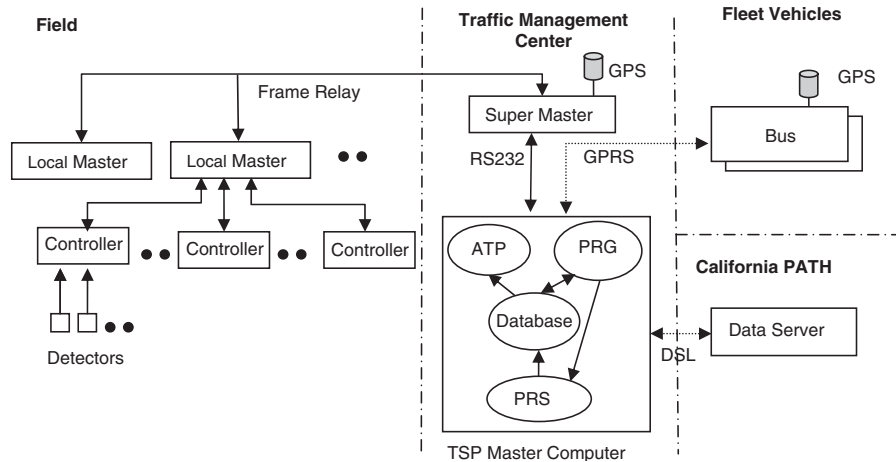 Field
Traffic Management
Center
Fleet Vehicles
GPS
GPS
Frame Relay
Super Master
Bus
Local Master
Local Master
RS232
GPRS
Controller
Controller
Controller
ATP
PRG
California PATH
Database
Data Server
DSL
Detectors
PRS
TSP Master Computer